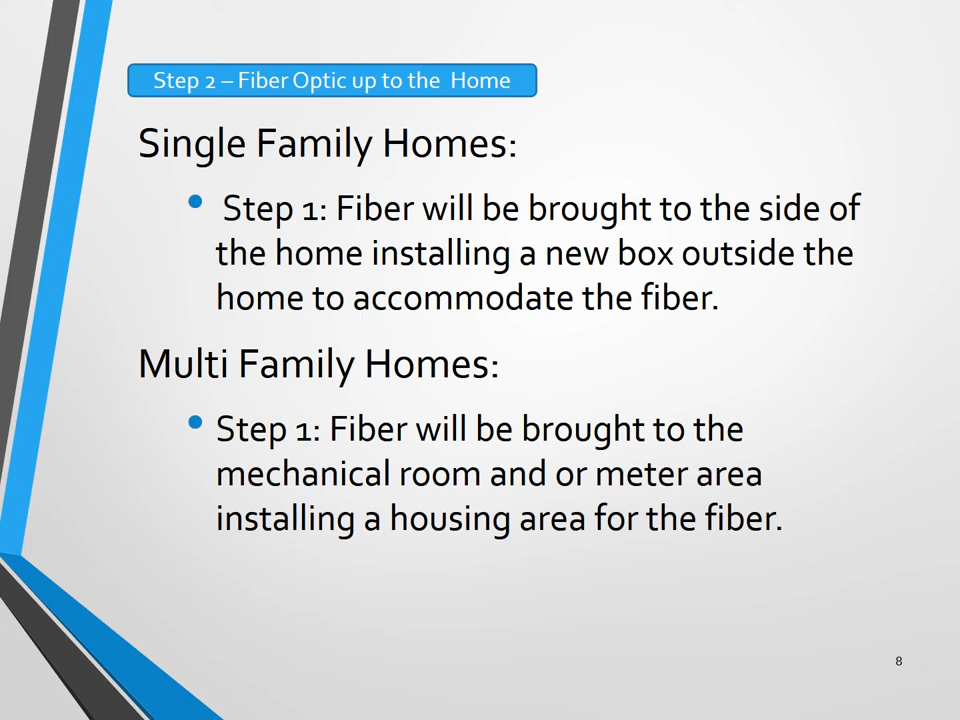 Step 2 – Fiber Optic up to the  Home
Single Family Homes:
• Step 1: Fiber will be brought to the side of
the home installing a new box outside the
home to accommodate the fiber.
Multi Family Homes:
• Step 1: Fiber will be brought to the
mechanical room and or meter area
installing a housing area for the fiber.
8